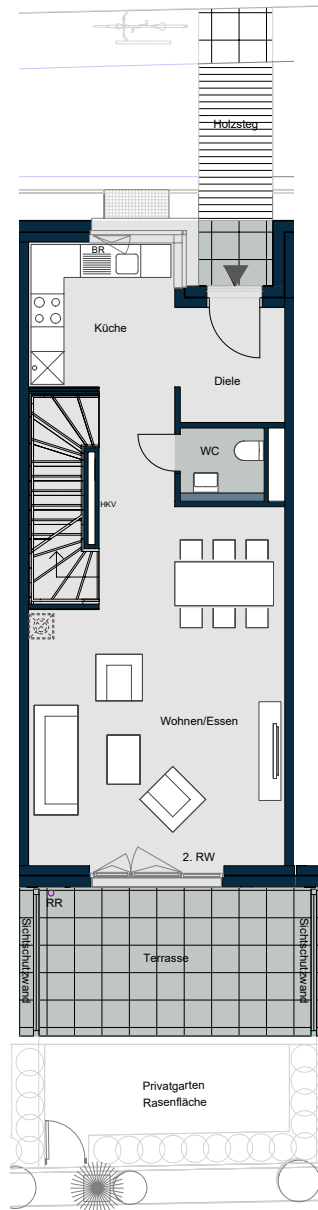 Holzsteg
BR
Küche
Diele
WC
HKV
Wohnen/Essen
2. RW
RR
Sichtschutzwand
Terrasse
Sichtschutzwand
Privatgarten
Rasenfläche